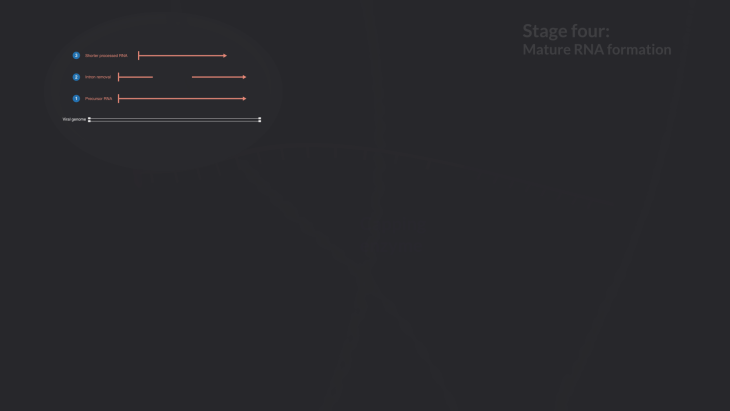 Stage four:
Mature RNA formation
3 Shorter processed RNA
2 Intron removal
1 Precursor RNA
Viral genome